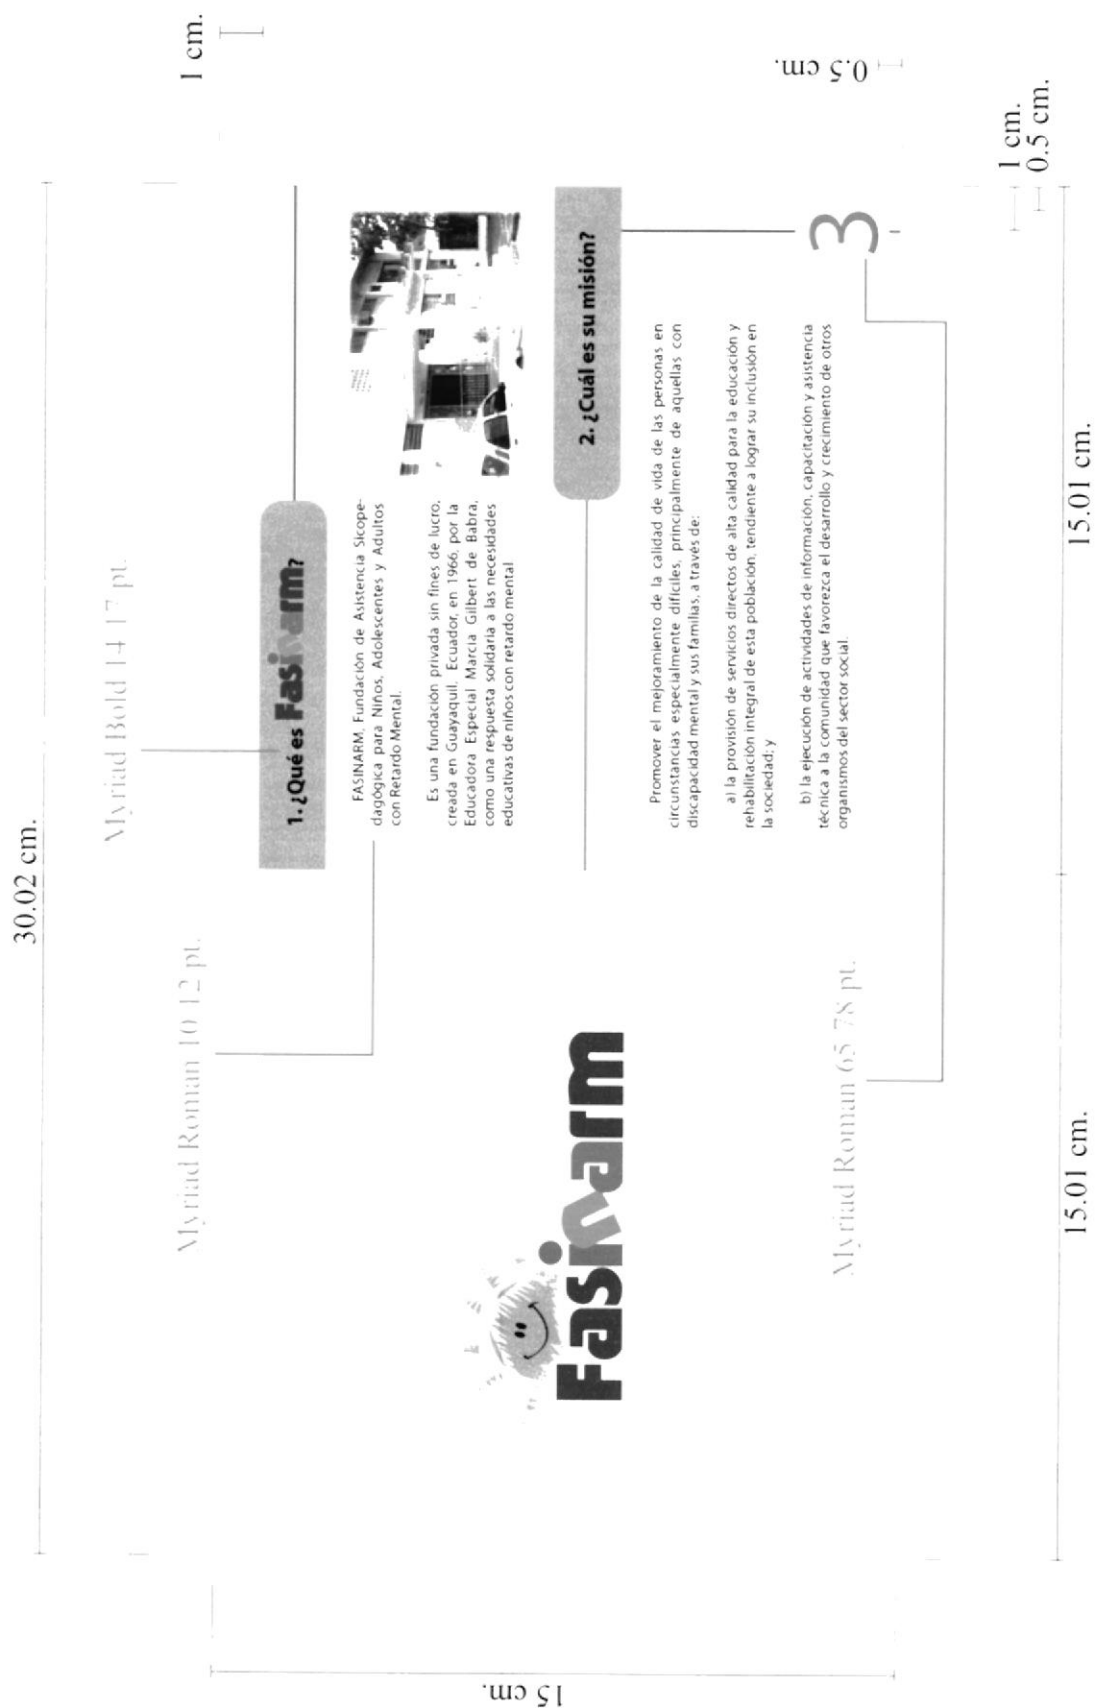 30.02 cm.
1 cm.
Myriad Bold 14 17 pt.
Myriad Roman 10 12 pt.
1. ¿Qué es Fasinarm?
FASINARM, Fundación de Asistencia Sicope-
dagógica para Niños, Adolescentes y Adultos
con Retardo Mental.
Es una fundación privada sin fines de lucro,
creada en Guayaquil, Ecuador, en 1966, por la
Educadora Especial Marcia Gilbert de Babra,
como una respuesta solidaria a las necesidades
educativas de niños con retardo mental
Fasinarm
2. ¿Cuál es su misión?
Promover el mejoramiento de la calidad de vida de las personas en
circunstancias especialmente difíciles, principalmente de aquellas con
discapacidad mental y sus familias, a través de:
a) la provisión de servicios directos de alta calidad para la educación y
rehabilitación integral de esta población, tendiente a lograr su inclusión en
la sociedad; y
b) la ejecución de actividades de información, capacitación y asistencia
técnica a la comunidad que favorezca el desarrollo y crecimiento de otros
organismos del sector social.
3
Myriad Roman 65 78 pt.
15 cm.
0.5 cm.
1 cm.
0.5 cm.
15.01 cm.
15.01 cm.